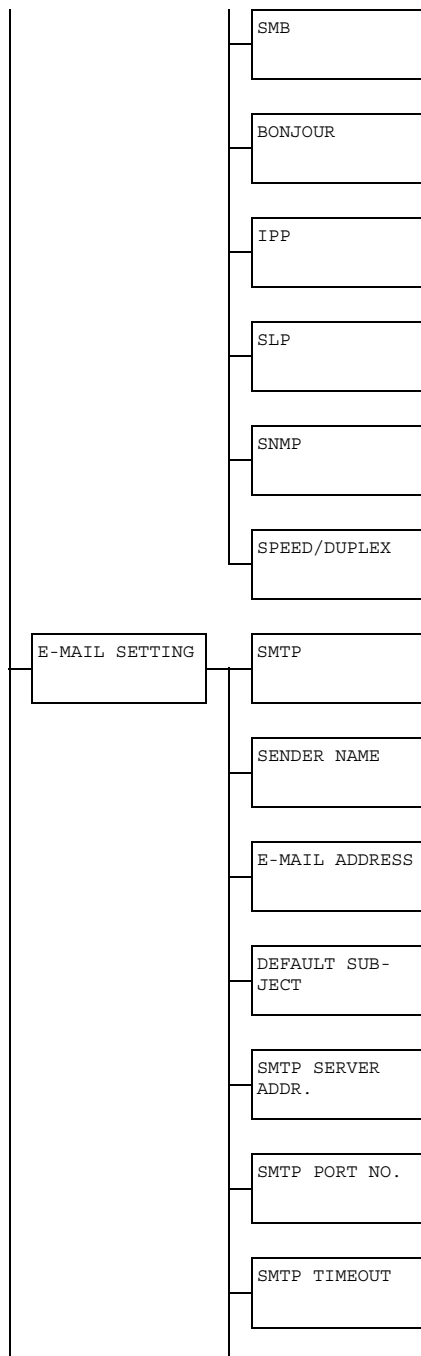 SMB
BONJOUR
IPP
SLP
SNMP
SPEED/DUPLEX
E-MAIL SETTING
SMTP
SENDER NAME
E-MAIL ADDRESS
DEFAULT SUB-
JECT
SMTP SERVER
ADDR.
SMTP PORT NO.
SMTP TIMEOUT